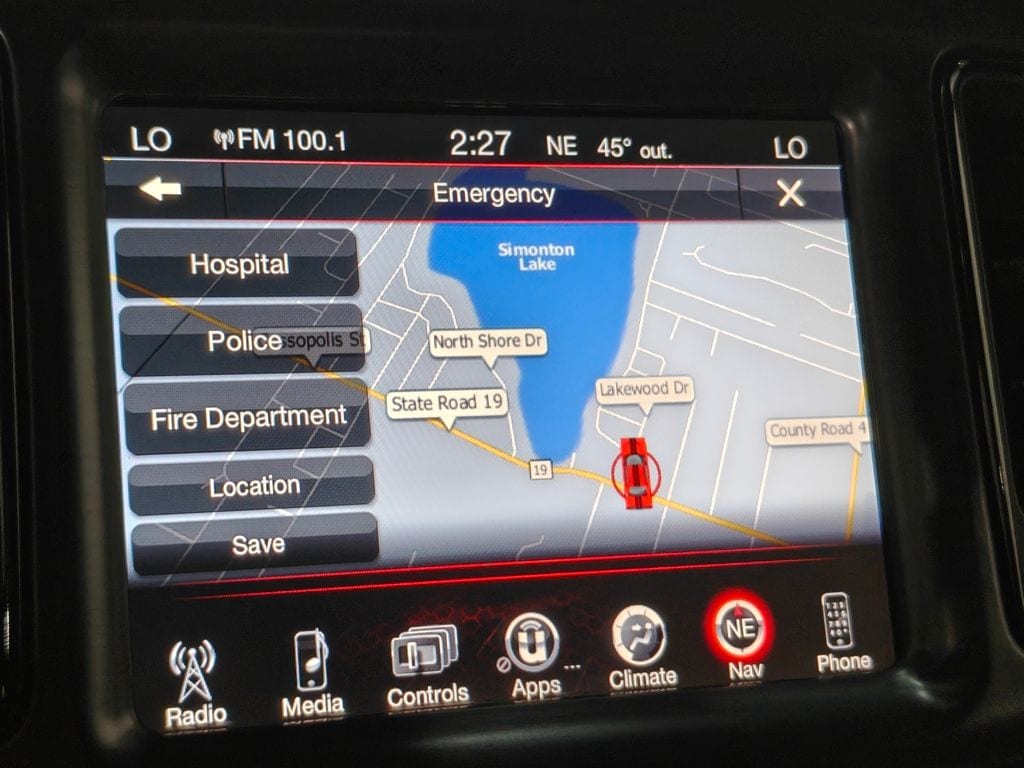 LO FM 100.1 2:27 NE 45° out. LO
Emergency
Hospital
Simonton
Lake
Police
ssopolis St
North Shore Dr
Lakewood Dr
State Road 19
Fire Department
County Road 4
19
Location
Save
NE
Radio
Media
Controls
Apps
Climate
Nav
Phone